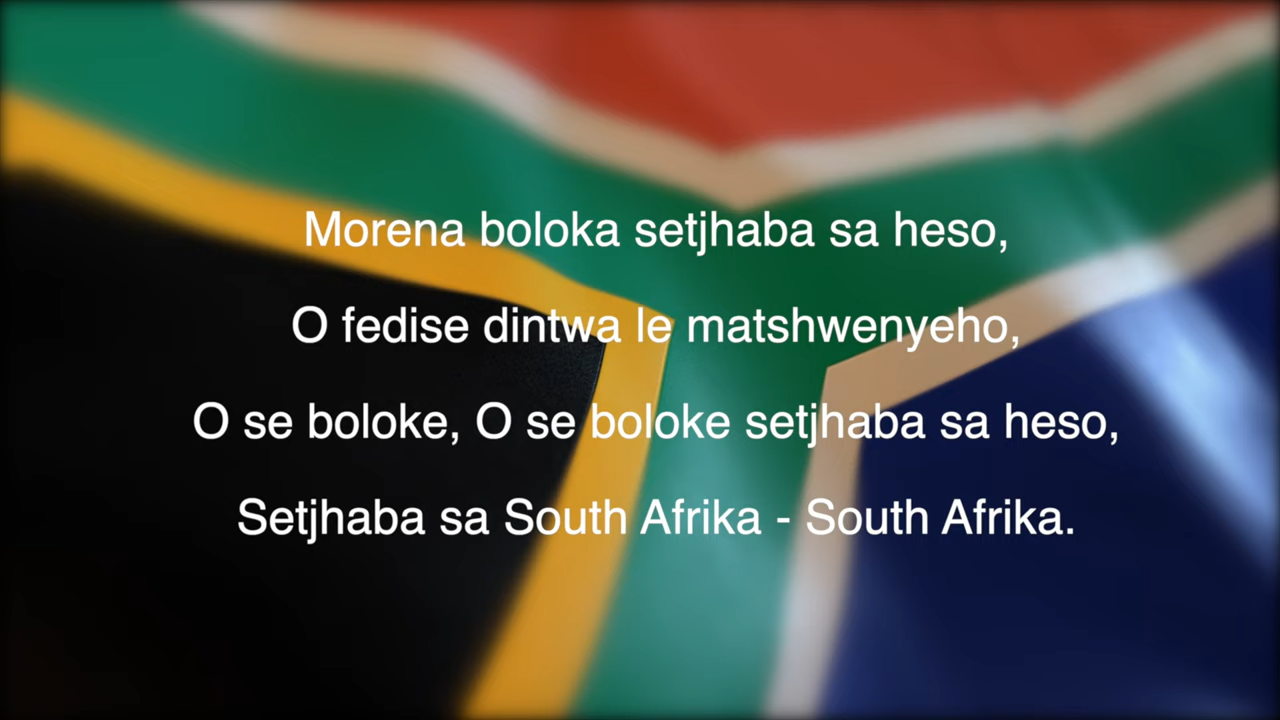 Morena boloka setjhaba sa heso,
O fedise dintwa le matshwenyeho,
O se boloke, O se boloke setjhaba sa heso,
Setjhaba sa South Afrika - South Afrika.